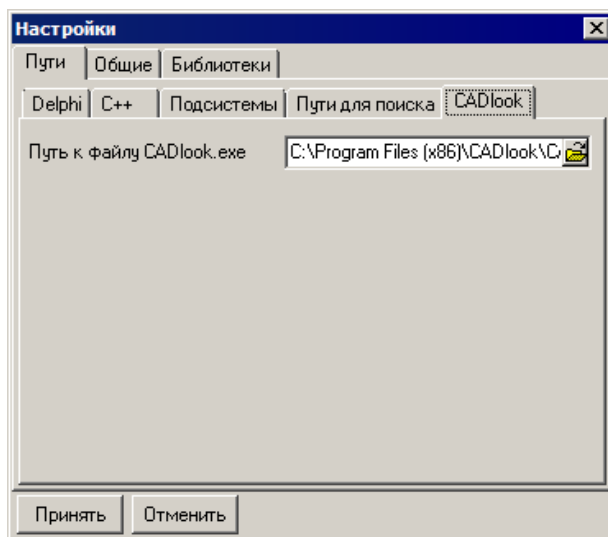 Настройки
Пути Общие Библиотеки
Delphi C++ Подсистемы Пути для поиска CADlook
Путь к файлу CADlook.exe C:\Program Files (x86)\CADlook\C
Принять Отменить